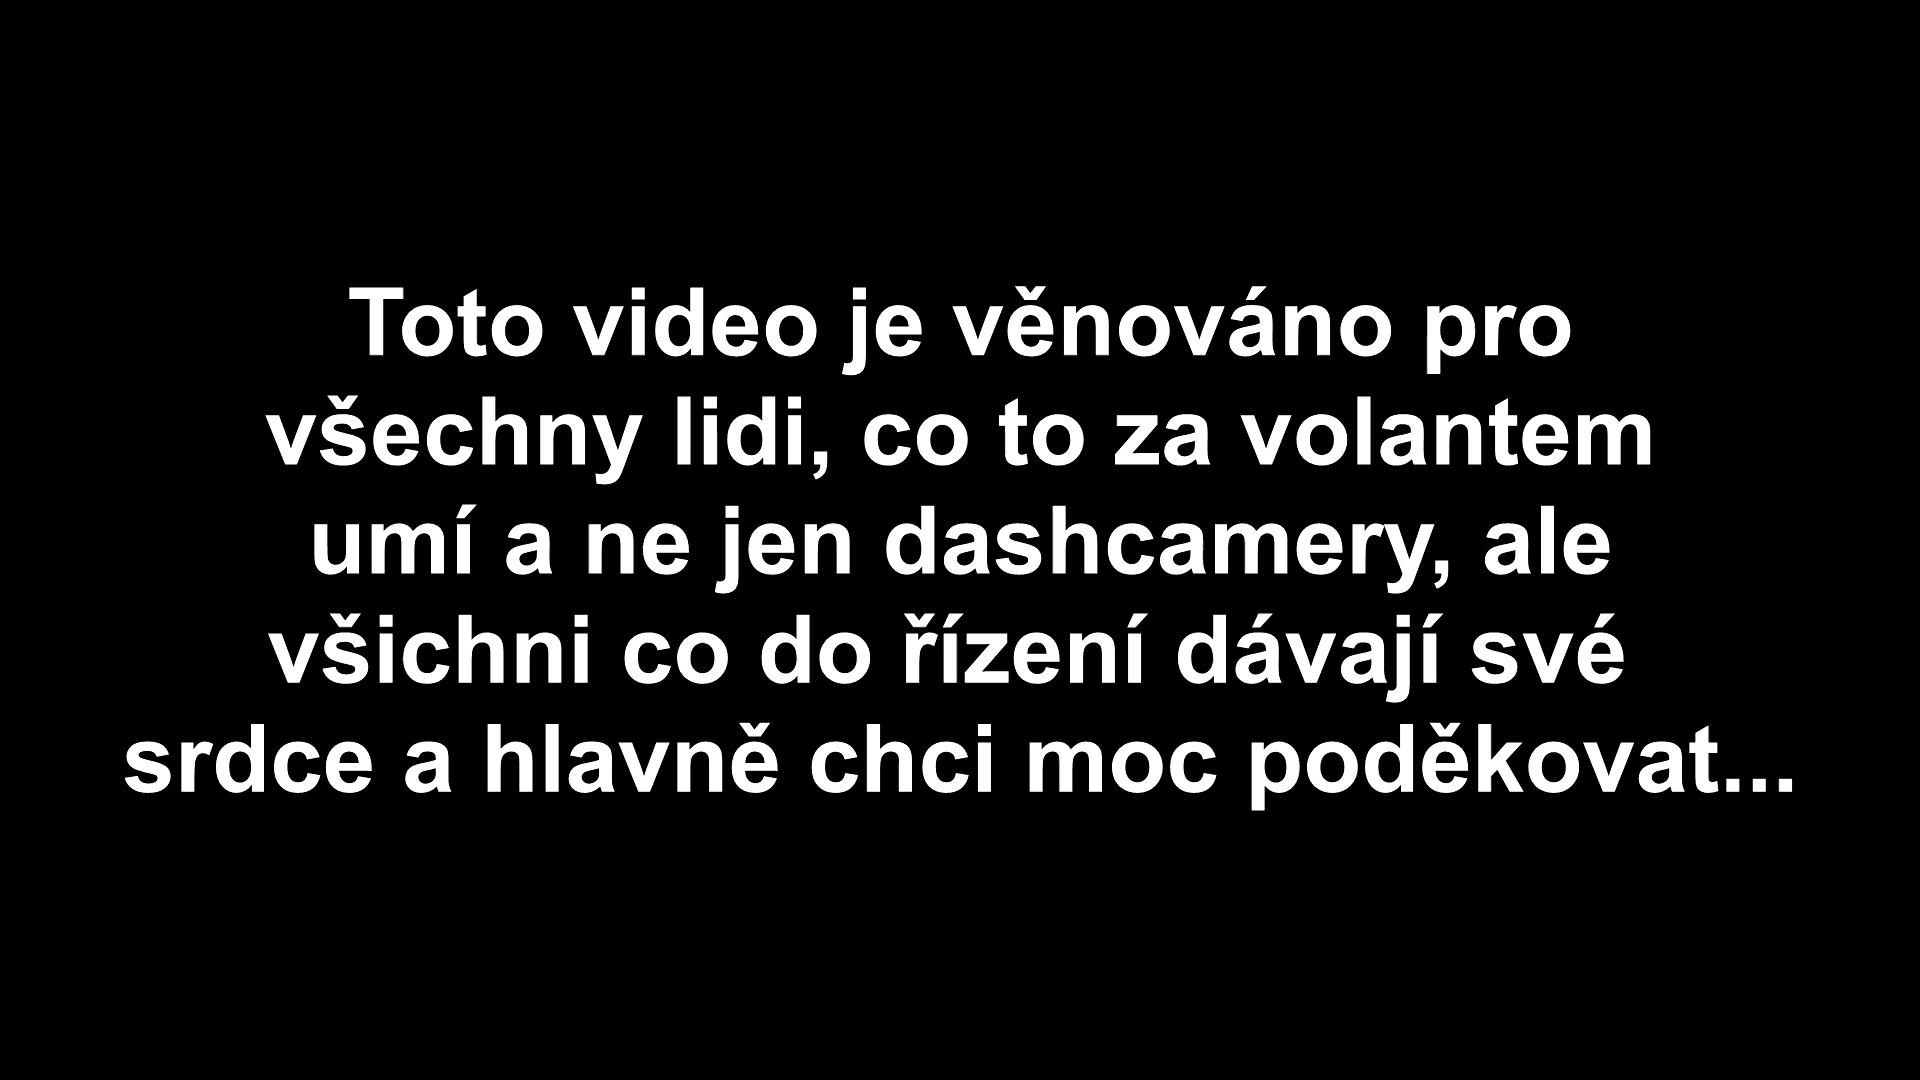 Toto video je věnováno pro
všechny lidi, co to za volantem
umí a ne jen dashcamery, ale
všichni co do řízení dávají své
srdce a hlavně chci moc poděkovat...